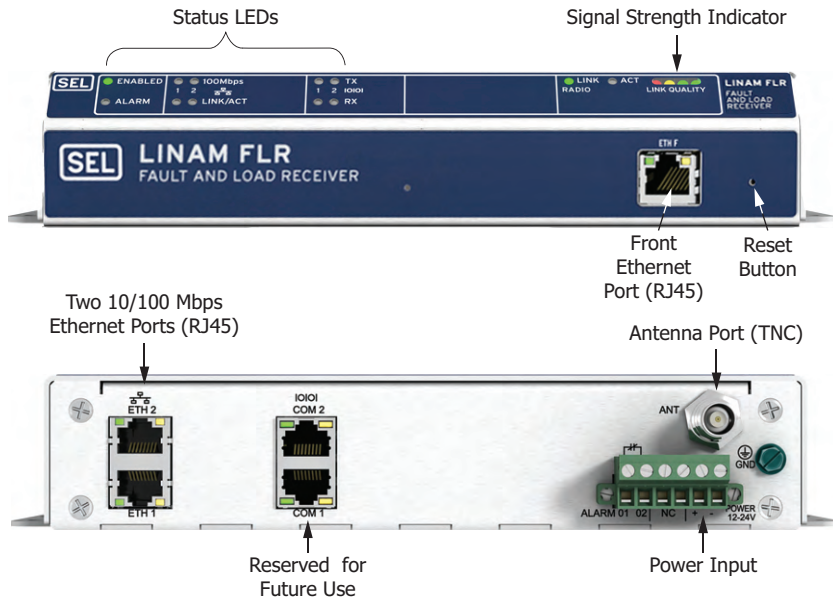 Status LEDs
Signal Strength Indicator
SEL
ENABLED
100Mbps
TX
LINK
ACT
LINAM FLR
1 2
1 2 IOIOI
RADIO
LINK QUALITY
FAULT
AND LOAD
RECEIVER
ALARM
LINK/ACT
RX
SEL
LINAM FLR
FAULT AND LOAD RECEIVER
ETH F
Front
Ethernet
Port (RJ45)
Reset
Button
Two 10/100 Mbps
Ethernet Ports (RJ45)
Antenna Port (TNC)
ETH 2
IOIOI
COM 2
ANT
GND
ETH 1
COM 1
ALARM 01 02
NC
+ -
POWER
12-24V
Reserved for
Future Use
Power Input